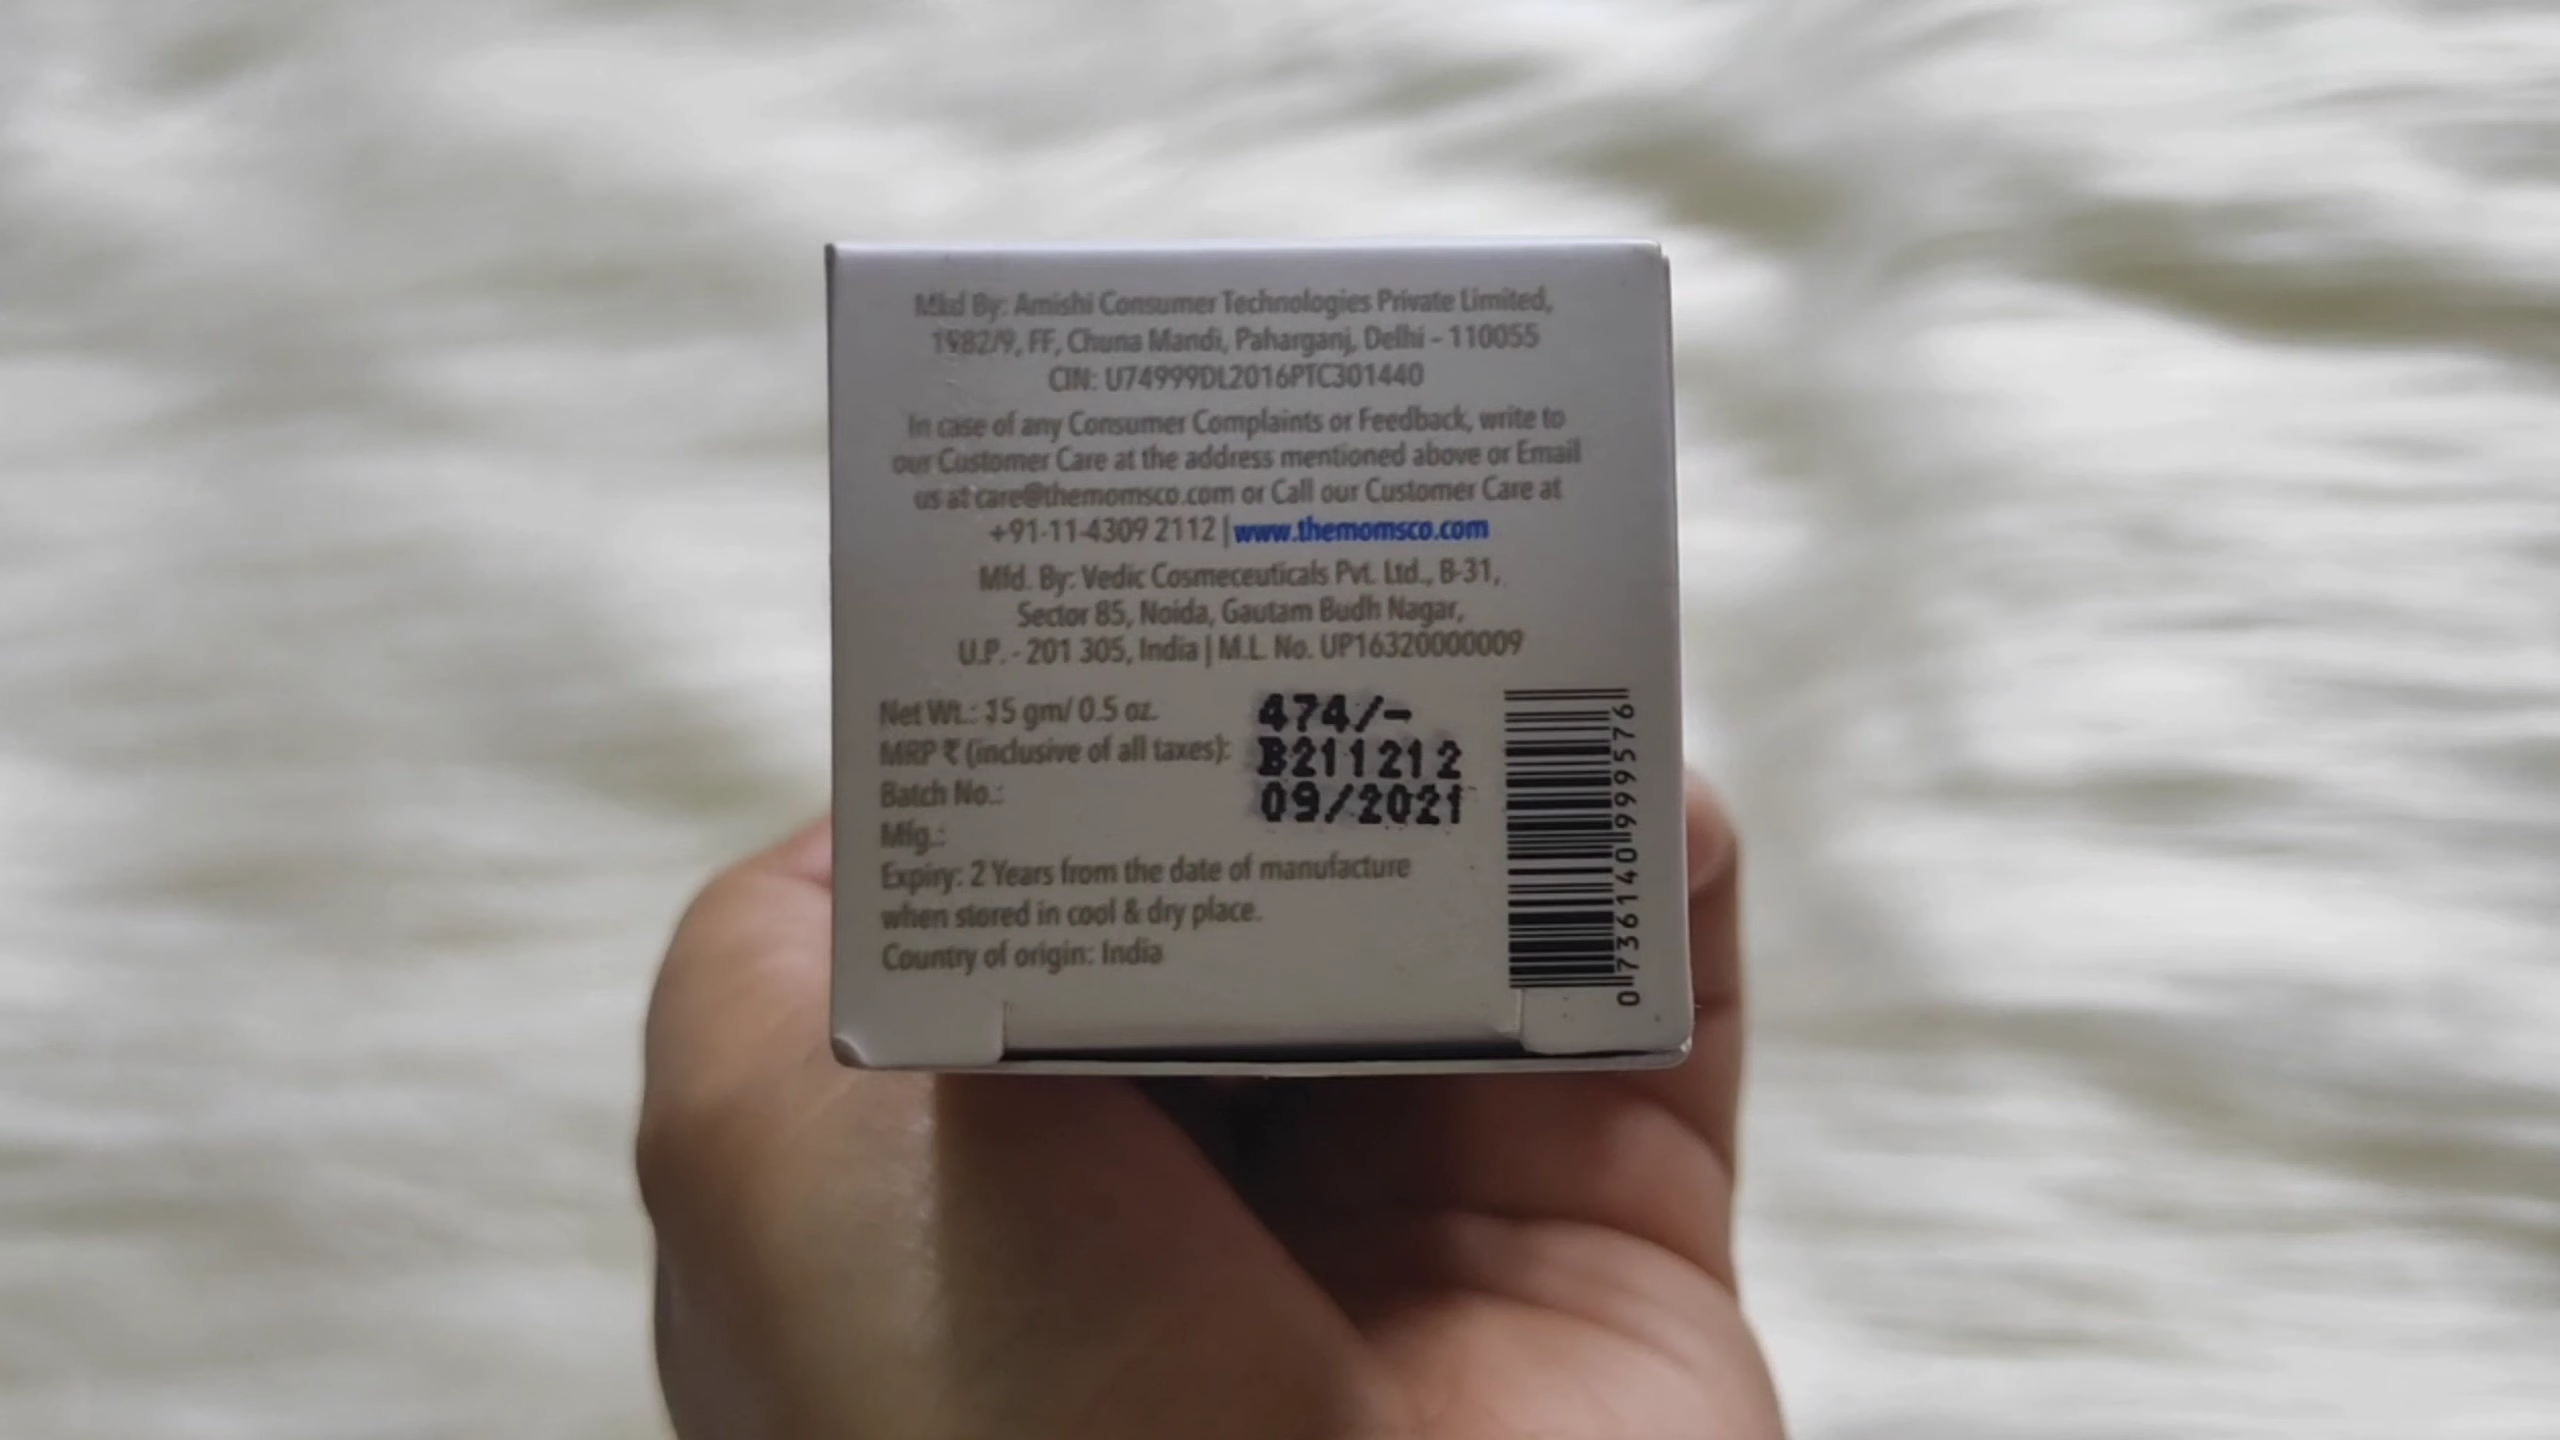 Mkd By: Amishi Consumer Technologies Private Limited,
1982/9, FF, Chuna Mandi, Paharganj, Delhi - 110055
CIN: U74999DL2016PTC301440
In case of any Consumer Complaints or Feedback, write to
our Customer Care at the address mentioned above or Email
us at care@themomsco.com or Call our Customer Care at
+91-11-4309 2112 | www.themomsco.com
Mfd. By: Vedic Cosmeceuticals Pvt. Ltd., B-31,
Sector 85, Noida, Gautam Budh Nagar,
U.P. - 201 305, India | M.L. No. UP16320000009
Net Wt.: 15 gm/ 0.5 oz.
474/-
MRP ₹ (inclusive of all taxes):
B211212
Batch No.:
09/2021
Mfg.:
Expiry: 2 Years from the date of manufacture
when stored in cool & dry place.
Country of origin: India
0736140999576